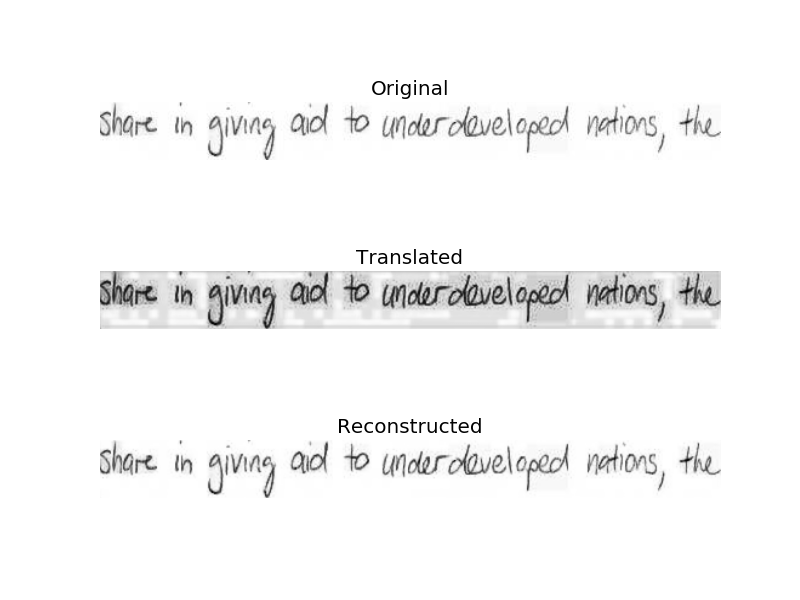 Original
share in giving aid to underdeveloped nations, the
Translated
share in giving aid to underdeveloped nations, the
Reconstructed
share in giving aid to underdeveloped nations, the